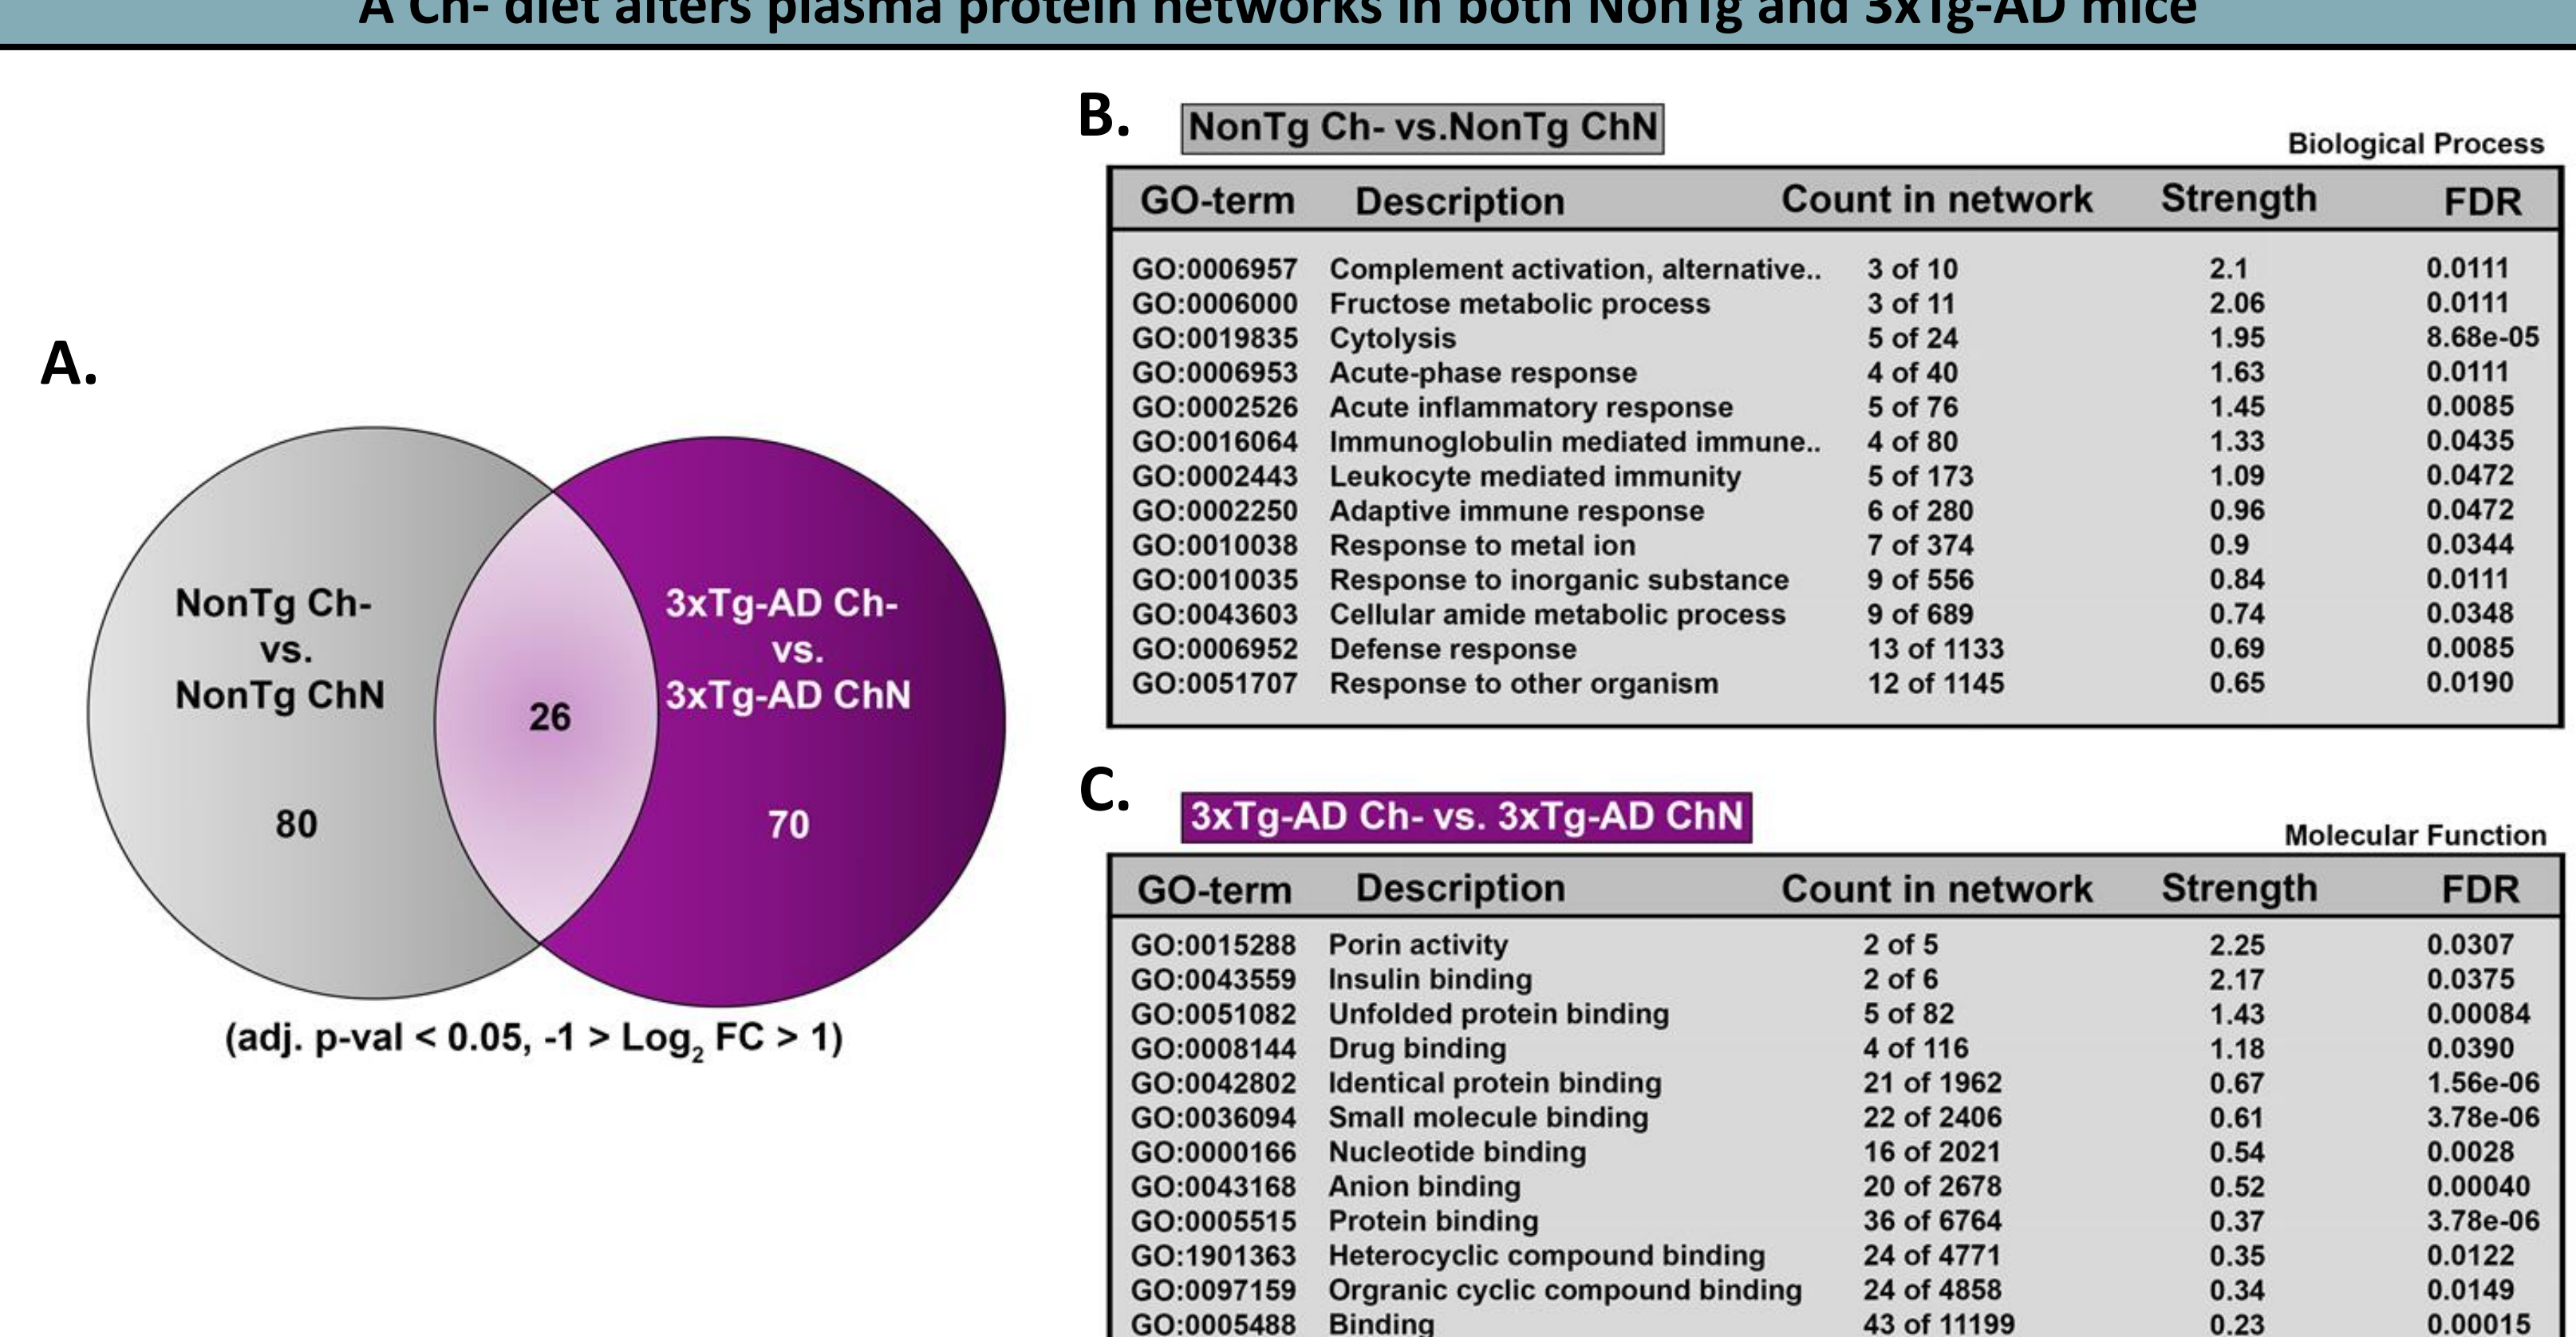 A Ch- diet alters plasma protein networks in both NonTg and 3xTg-AD mice
A.
NonTg Ch-
vs.
NonTg ChN
80
26
3xTg-AD Ch-
vs.
3xTg-AD ChN
70
(adj. p-val < 0.05, -1 > Log₂ FC > 1)
B.
NonTg Ch- vs.NonTg ChN
Biological Process
GO-term Description Count in network Strength FDR
GO:0006957 Complement activation, alternative.. 3 of 10 2.1 0.0111
GO:0006000 Fructose metabolic process 3 of 11 2.06 0.0111
GO:0019835 Cytolysis 5 of 24 1.95 8.68e-05
GO:0006953 Acute-phase response 4 of 40 1.63 0.0111
GO:0002526 Acute inflammatory response 5 of 76 1.45 0.0085
GO:0016064 Immunoglobulin mediated immune.. 4 of 80 1.33 0.0435
GO:0002443 Leukocyte mediated immunity 5 of 173 1.09 0.0472
GO:0002250 Adaptive immune response 6 of 280 0.96 0.0472
GO:0010038 Response to metal ion 7 of 374 0.9 0.0344
GO:0010035 Response to inorganic substance 9 of 556 0.84 0.0111
GO:0043603 Cellular amide metabolic process 9 of 689 0.74 0.0348
GO:0006952 Defense response 13 of 1133 0.69 0.0085
GO:0051707 Response to other organism 12 of 1145 0.65 0.0190
C.
3xTg-AD Ch- vs. 3xTg-AD ChN
Molecular Function
GO-term Description Count in network Strength FDR
GO:0015288 Porin activity 2 of 5 2.25 0.0307
GO:0043559 Insulin binding 2 of 6 2.17 0.0375
GO:0051082 Unfolded protein binding 5 of 82 1.43 0.00084
GO:0008144 Drug binding 4 of 116 1.18 0.0390
GO:0042802 Identical protein binding 21 of 1962 0.67 1.56e-06
GO:0036094 Small molecule binding 22 of 2406 0.61 3.78e-06
GO:0000166 Nucleotide binding 16 of 2021 0.54 0.0028
GO:0043168 Anion binding 20 of 2678 0.52 0.00040
GO:0005515 Protein binding 36 of 6764 0.37 3.78e-06
GO:1901363 Heterocyclic compound binding 24 of 4771 0.35 0.0122
GO:0097159 Orgranic cyclic compound binding 24 of 4858 0.34 0.0149
GO:0005488 Binding 43 of 11199 0.23 0.00015